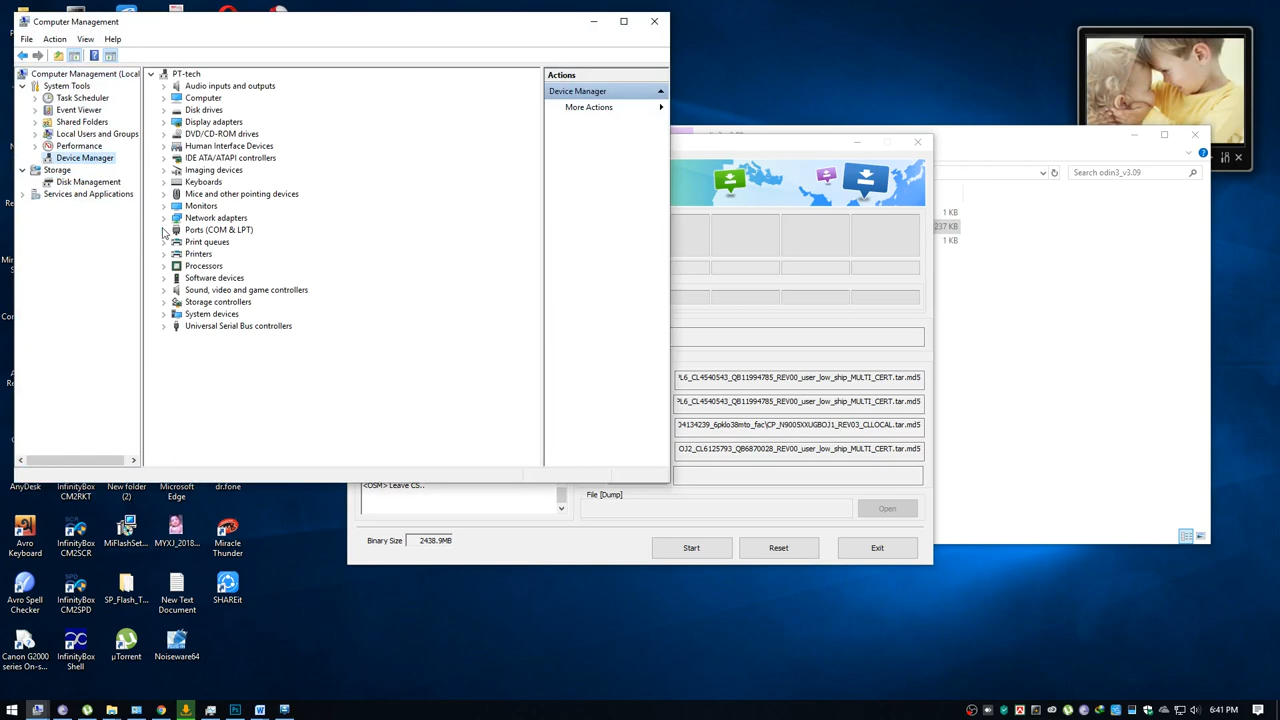 Computer Management
File Action View Help
Computer Management (Local
System Tools
Task Scheduler
Event Viewer
Shared Folders
Local Users and Groups
Performance
Device Manager
Storage
Disk Management
Services and Applications
PT-tech
Audio inputs and outputs
Computer
Disk drives
Display adapters
DVD/CD-ROM drives
Human Interface Devices
IDE ATA/ATAPI controllers
Imaging devices
Keyboards
Mice and other pointing devices
Monitors
Network adapters
Ports (COM & LPT)
Print queues
Printers
Processors
Software devices
Sound, video and game controllers
Storage controllers
System devices
Universal Serial Bus controllers
Actions
Device Manager
More Actions
Search odin3_v3.09
1 KB
237 KB
1 KB
PL6_CL4540543_QB11994785_REV00_user_low_ship_MULTI_CERT.tar.md5
PL6_CL4540543_QB11994785_REV00_user_low_ship_MULTI_CERT.tar.md5
04134239_6pklo38mto_fac\CP_N9005XXUGBOJ1_REV03_CLLOCAL.tar.md5
OJ2_CL6125793_QB6870028_REV00_user_low_ship_MULTI_CERT.tar.md5
<OSM> Leave CS..
File [Dump]
Open
Binary Size 2438.9MB
Start Reset Exit
AnyDesk
InfinityBox CM2RKT
New folder (2)
Microsoft Edge
dr.fone
Avro Keyboard
InfinityBox CM2SCR
MiFlashSet...
MYXJ_2018...
Miracle Thunder
Avro Spell Checker
InfinityBox CM2SPD
SP_Flash_T...
New Text Document
SHAREit
Canon G2000 series On-s...
InfinityBox Shell
µTorrent
Noiseware64
6:41 PM